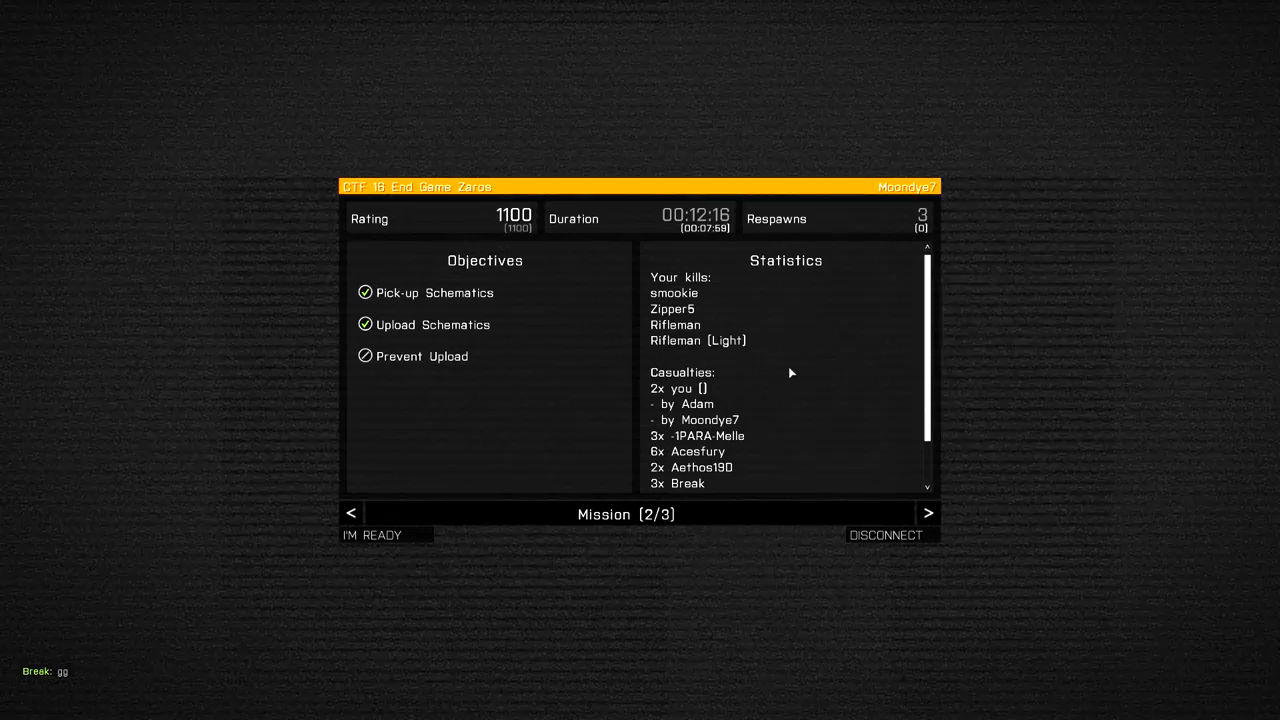 CTF 16 End Game Zaros Moondye7
Rating 1100 (1100) Duration 00:12:16 (00:07:59) Respawns 3 (0)
Objectives
Pick-up Schematics
Upload Schematics
Prevent Upload
Statistics
Your kills:
smookie
Zipper5
Rifleman
Rifleman (Light)
Casualties:
2x you ()
- by Adam
- by Moondye7
3x -1PARA-Melle
6x Acesfury
2x Aethos19D
3x Break
< Mission (2/3) >
I'M READY DISCONNECT
Break: gg